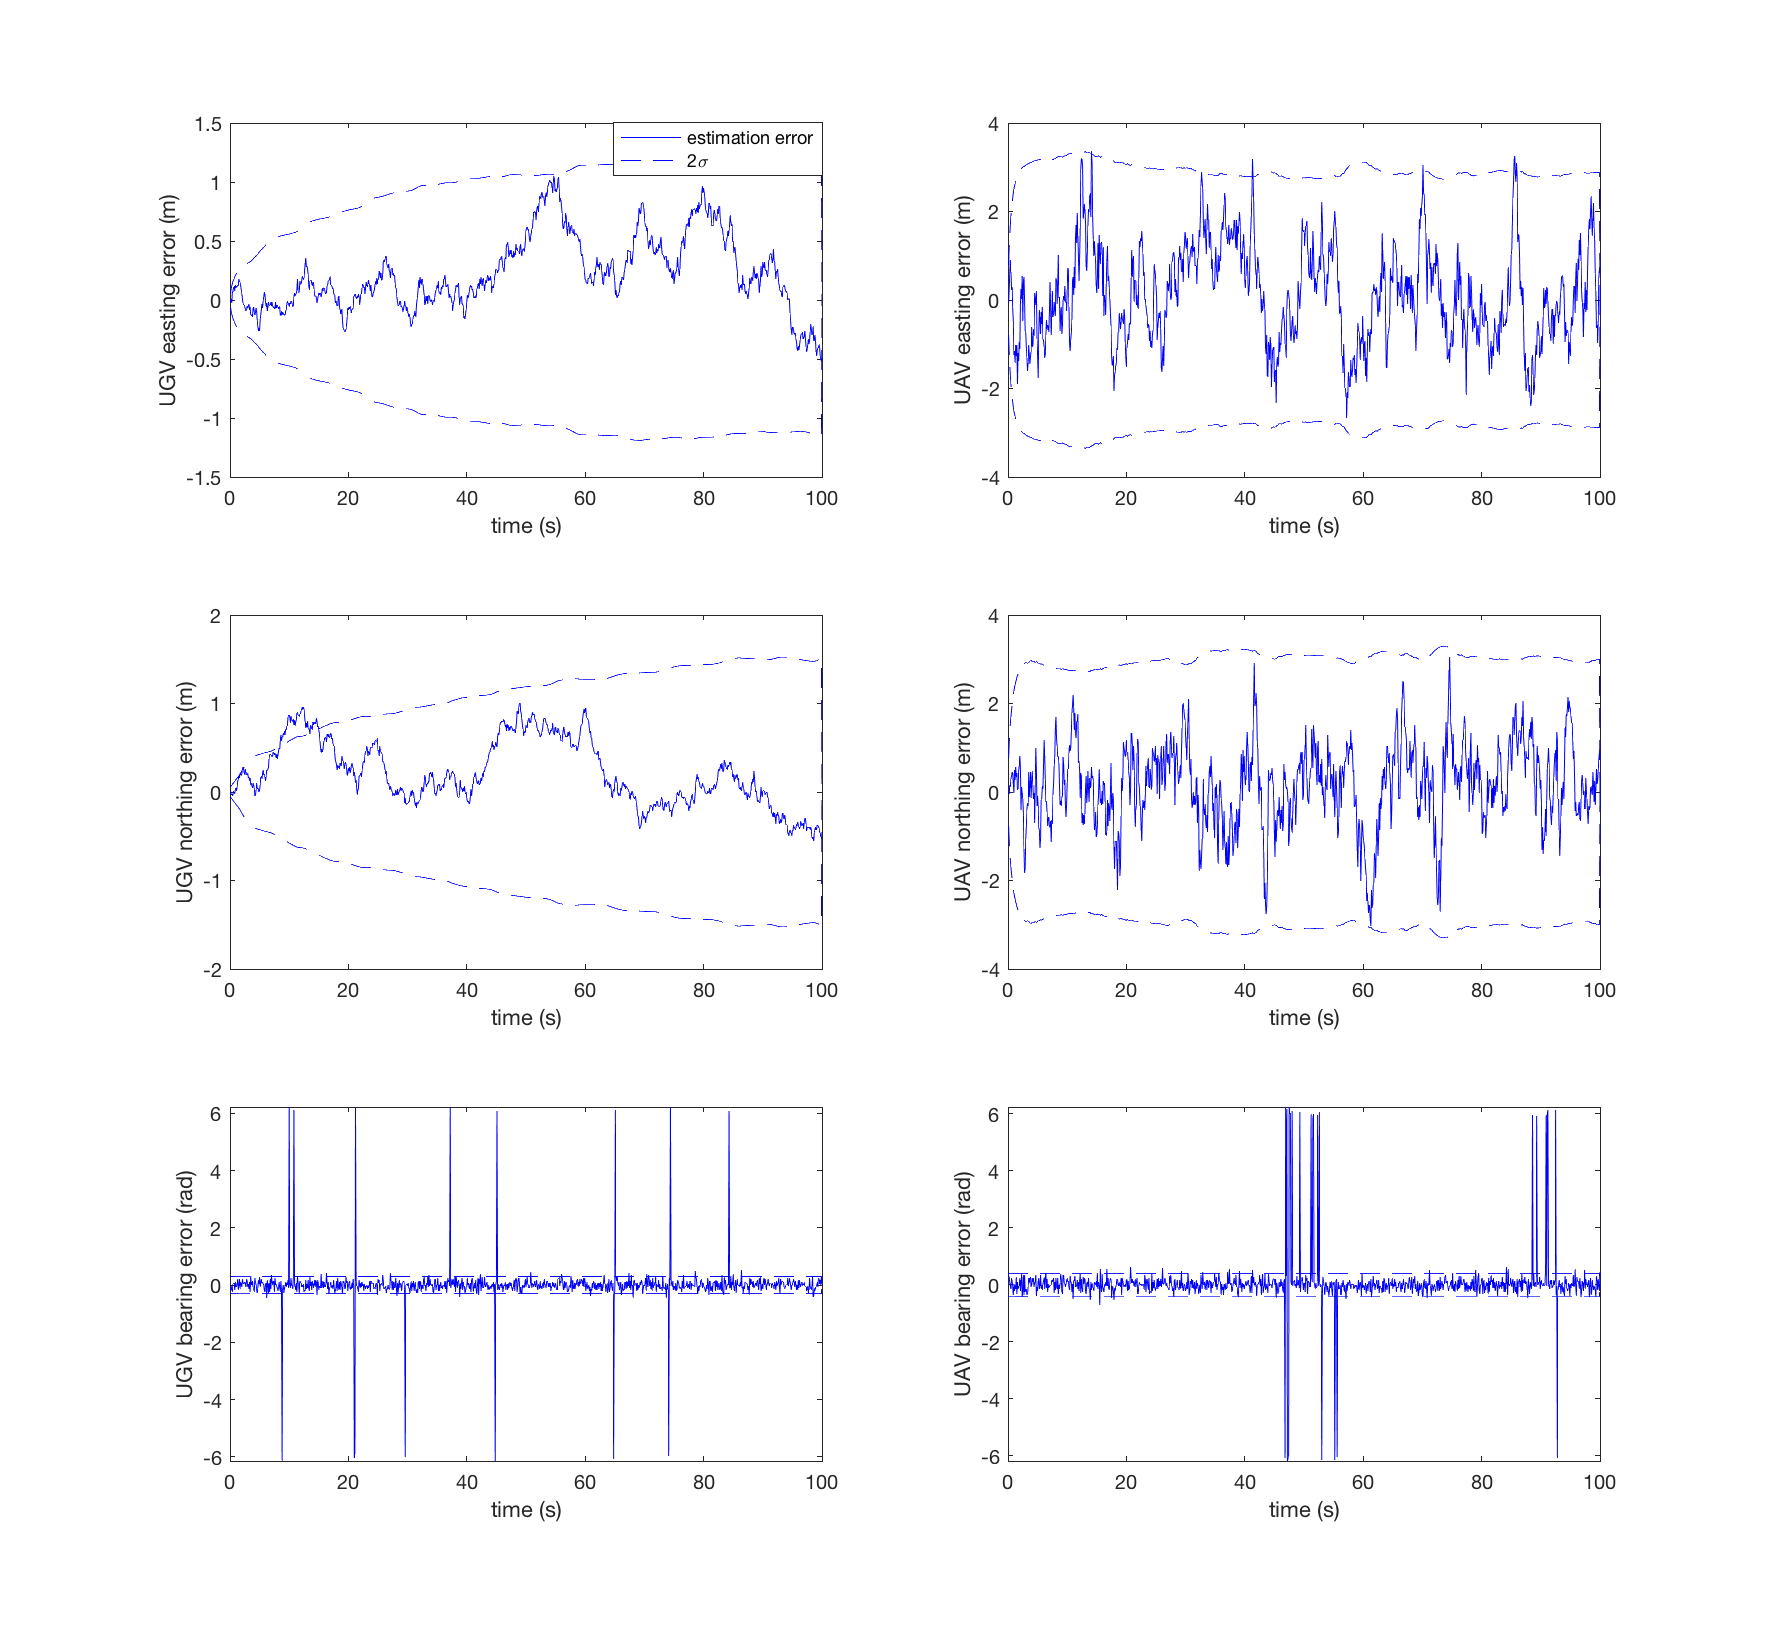 1.5
1
0.5
0
-0.5
-1
-1.5
UGV easting error (m)
0 20 40 60 80 100
time (s)
estimation error
2σ
4
2
0
-2
-4
UAV easting error (m)
0 20 40 60 80 100
time (s)
2
1
0
-1
-2
UGV northing error (m)
0 20 40 60 80 100
time (s)
4
2
0
-2
-4
UAV northing error (m)
0 20 40 60 80 100
time (s)
6
4
2
0
-2
-4
-6
UGV bearing error (rad)
0 20 40 60 80 100
time (s)
6
4
2
0
-2
-4
-6
UAV bearing error (rad)
0 20 40 60 80 100
time (s)